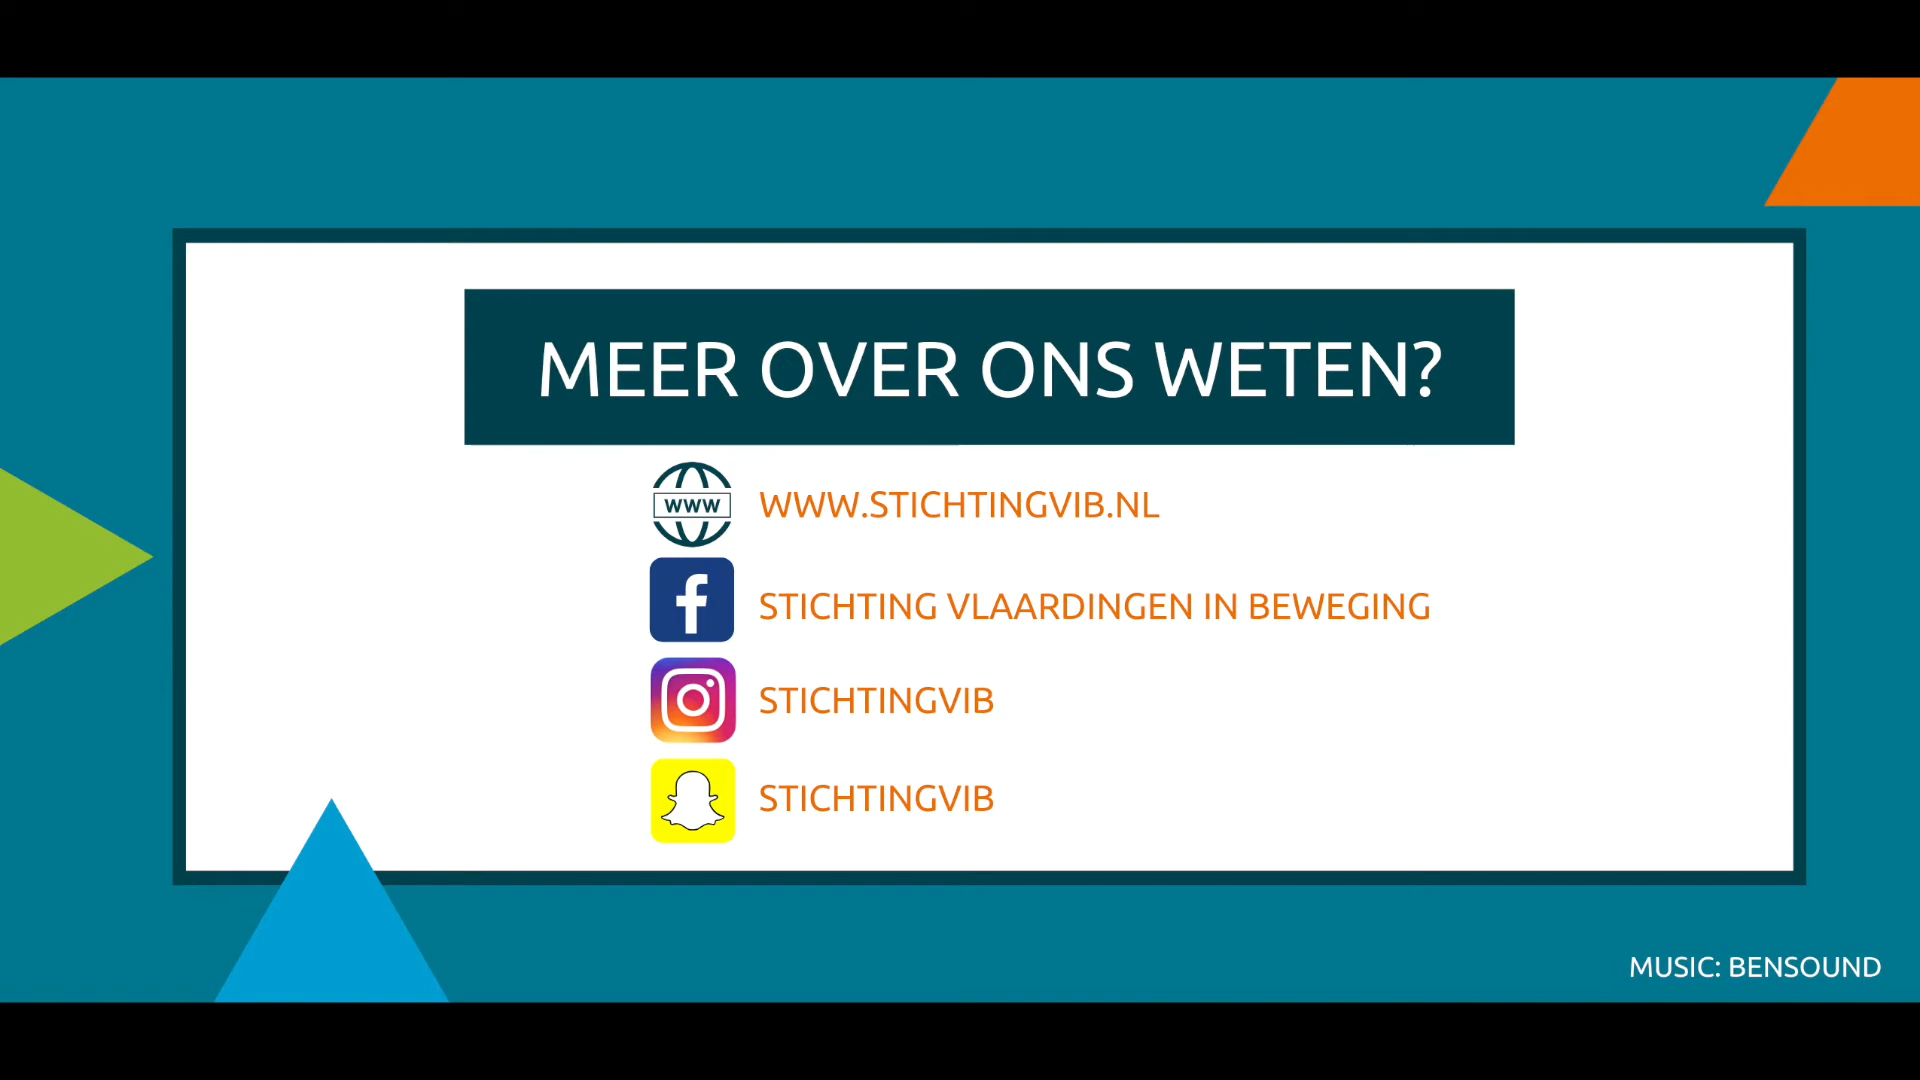 MEER OVER ONS WETEN?
WWW
WWW.STICHTINGVIB.NL
STICHTING VLAARDINGEN IN BEWEGING
STICHTINGVIB
STICHTINGVIB
MUSIC: BENSOUND